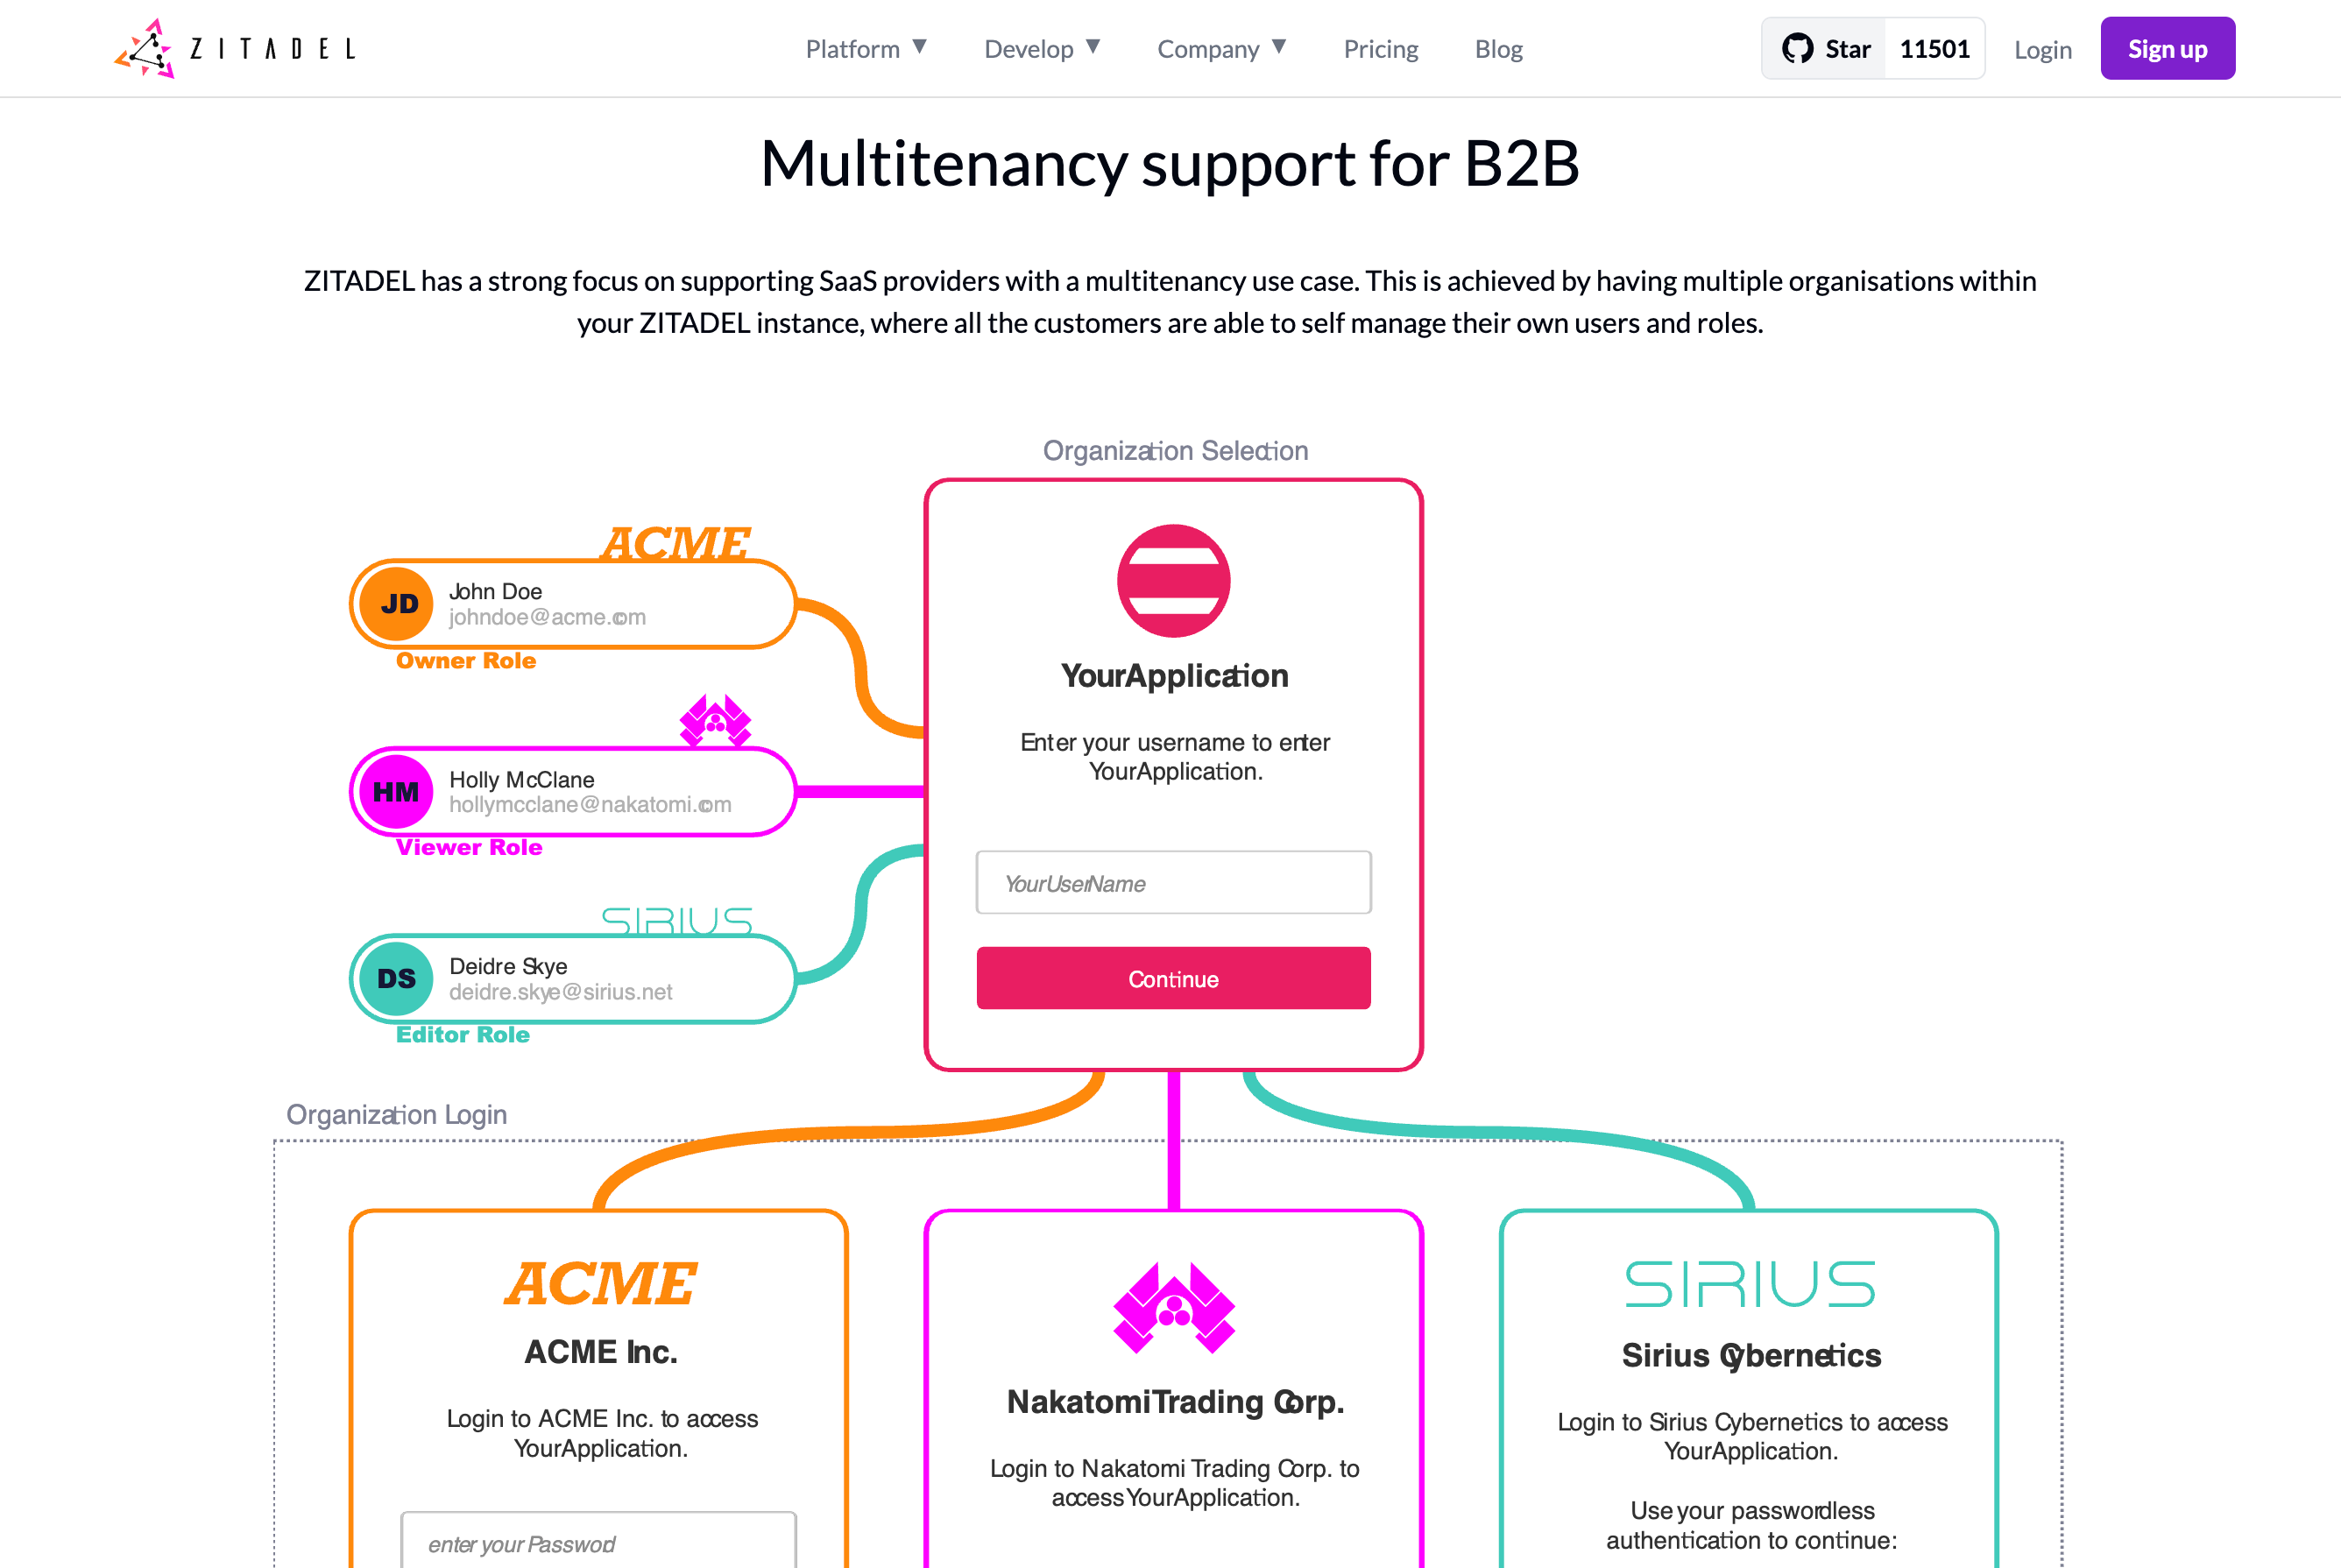 ZITADEL
Platform ▼ Develop ▼ Company ▼ Pricing Blog
Star 11501 Login Sign up
Multitenancy support for B2B
ZITADEL has a strong focus on supporting SaaS providers with a multitenancy use case. This is achieved by having multiple organisations within
your ZITADEL instance, where all the customers are able to self manage their own users and roles.
Organization Selection
ACME
JD
John Doe
johndoe@acme.com
Owner Role
HM
Holly McClane
hollymcclane@nakatomi.com
Viewer Role
SIRIUS
DS
Deidre Skye
deidre.skye@sirius.net
Editor Role
YourApplication
Enter your username to enter
YourApplication.
YourUserName
Continue
Organization Login
ACME
ACME Inc.
Login to ACME Inc. to access
YourApplication.
enter your Password
Nakatomi Trading Corp.
Login to Nakatomi Trading Corp. to
access YourApplication.
SIRIUS
Sirius Cybernetics
Login to Sirius Cybernetics to access
YourApplication.
Use your passwordless
authentication to continue: